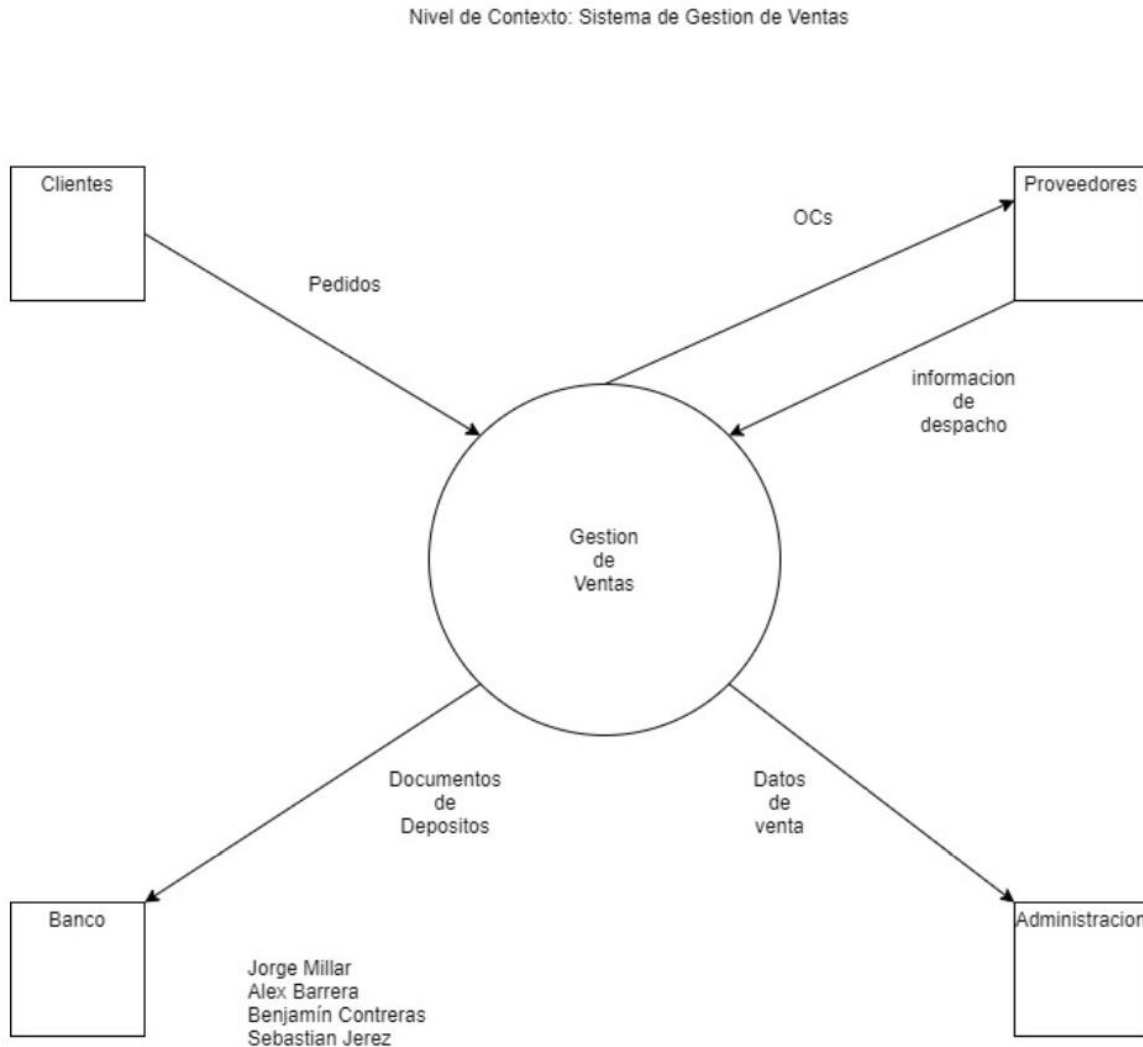 Nivel de Contexto: Sistema de Gestion de Ventas
Clientes
Proveedores
OCs
Pedidos
informacion
de
despacho
Gestion
de
Ventas
Documentos
de
Depositos
Datos
de
venta
Banco
Administracion
Jorge Millar
Alex Barrera
Benjamín Contreras
Sebastian Jerez